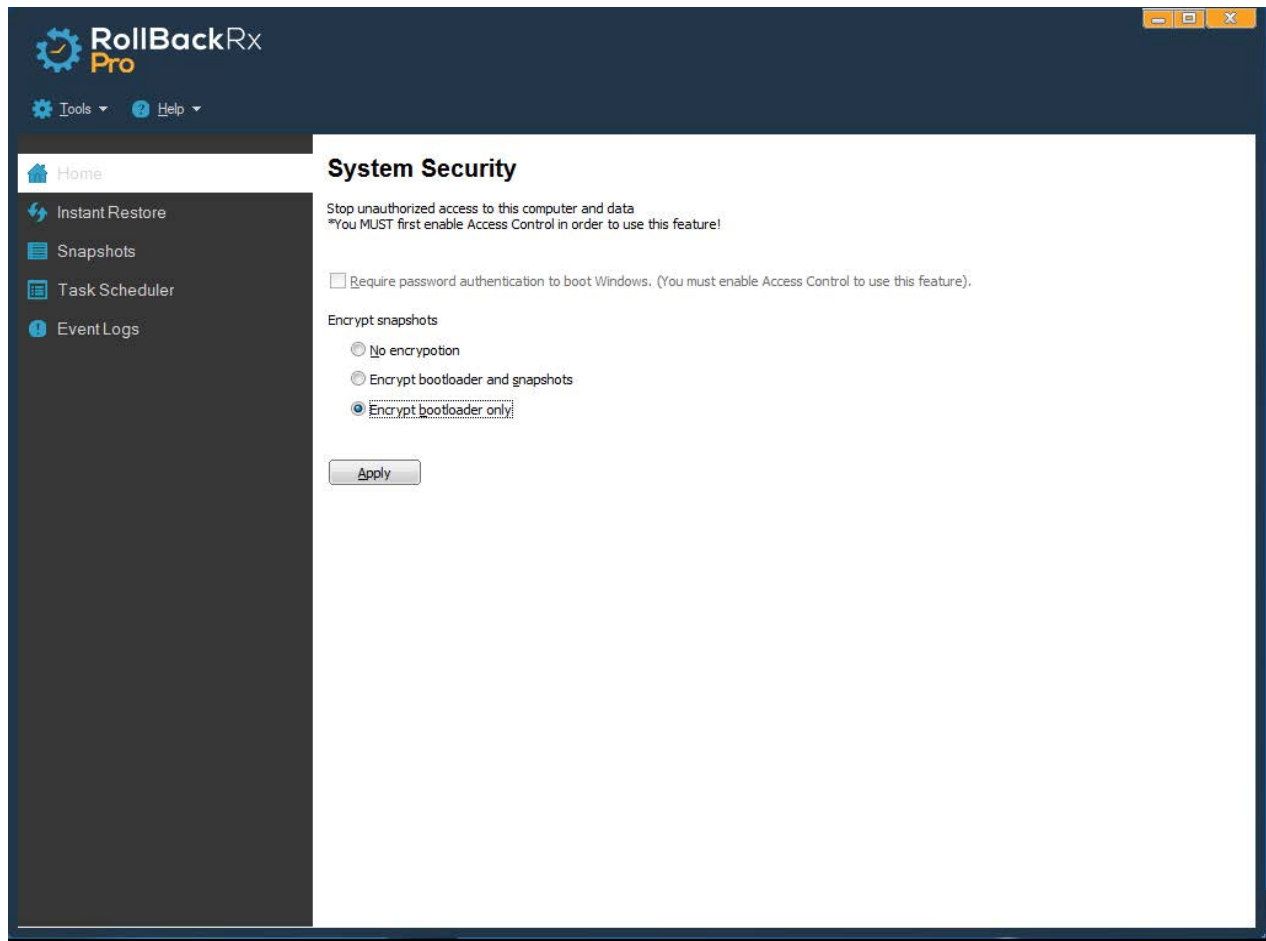 RollBackRx
Pro
Tools
Help
Home
Instant Restore
Snapshots
Task Scheduler
Event Logs
System Security
Stop unauthorized access to this computer and data
*You MUST first enable Access Control in order to use this feature!
Require password authentication to boot Windows. (You must enable Access Control to use this feature).
Encrypt snapshots
No encrypotion
Encrypt bootloader and snapshots
Encrypt bootloader only
Apply